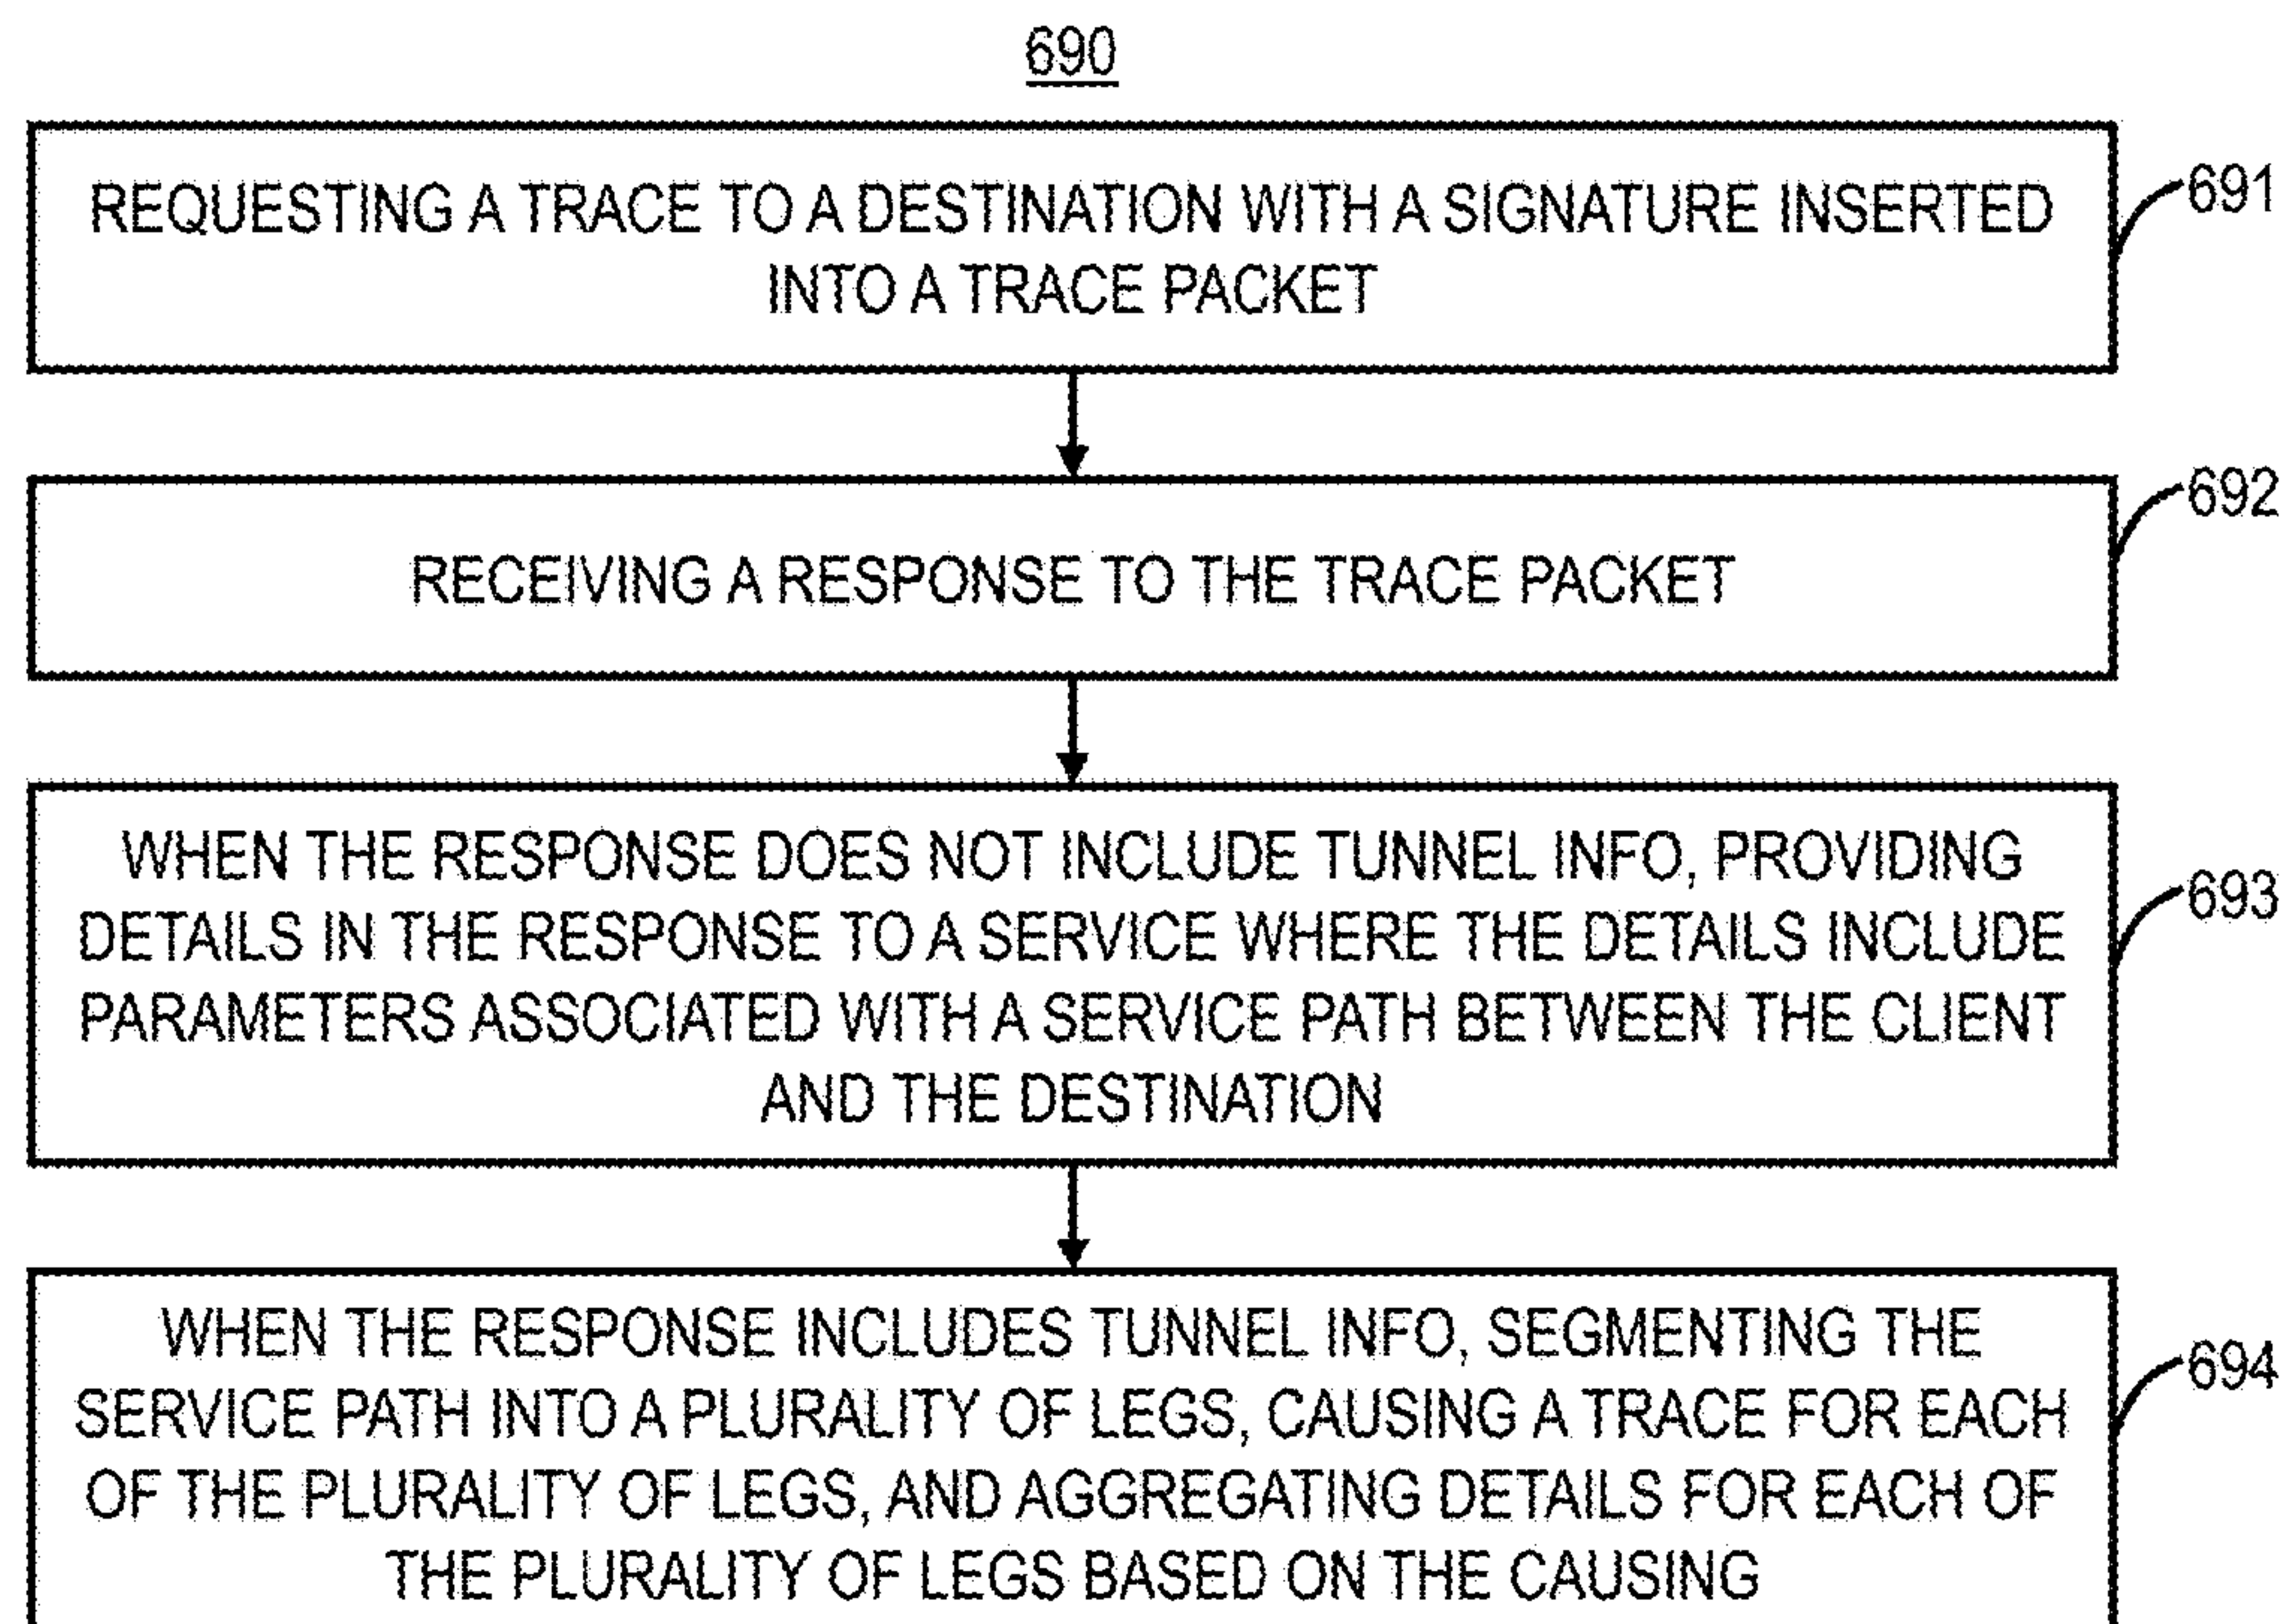 690
REQUESTING A TRACE TO A DESTINATION WITH A SIGNATURE INSERTED
INTO A TRACE PACKET
691
RECEIVING A RESPONSE TO THE TRACE PACKET
692
WHEN THE RESPONSE DOES NOT INCLUDE TUNNEL INFO, PROVIDING
DETAILS IN THE RESPONSE TO A SERVICE WHERE THE DETAILS INCLUDE
PARAMETERS ASSOCIATED WITH A SERVICE PATH BETWEEN THE CLIENT
AND THE DESTINATION
693
WHEN THE RESPONSE INCLUDES TUNNEL INFO, SEGMENTING THE
SERVICE PATH INTO A PLURALITY OF LEGS, CAUSING A TRACE FOR EACH
OF THE PLURALITY OF LEGS, AND AGGREGATING DETAILS FOR EACH OF
THE PLURALITY OF LEGS BASED ON THE CAUSING
694